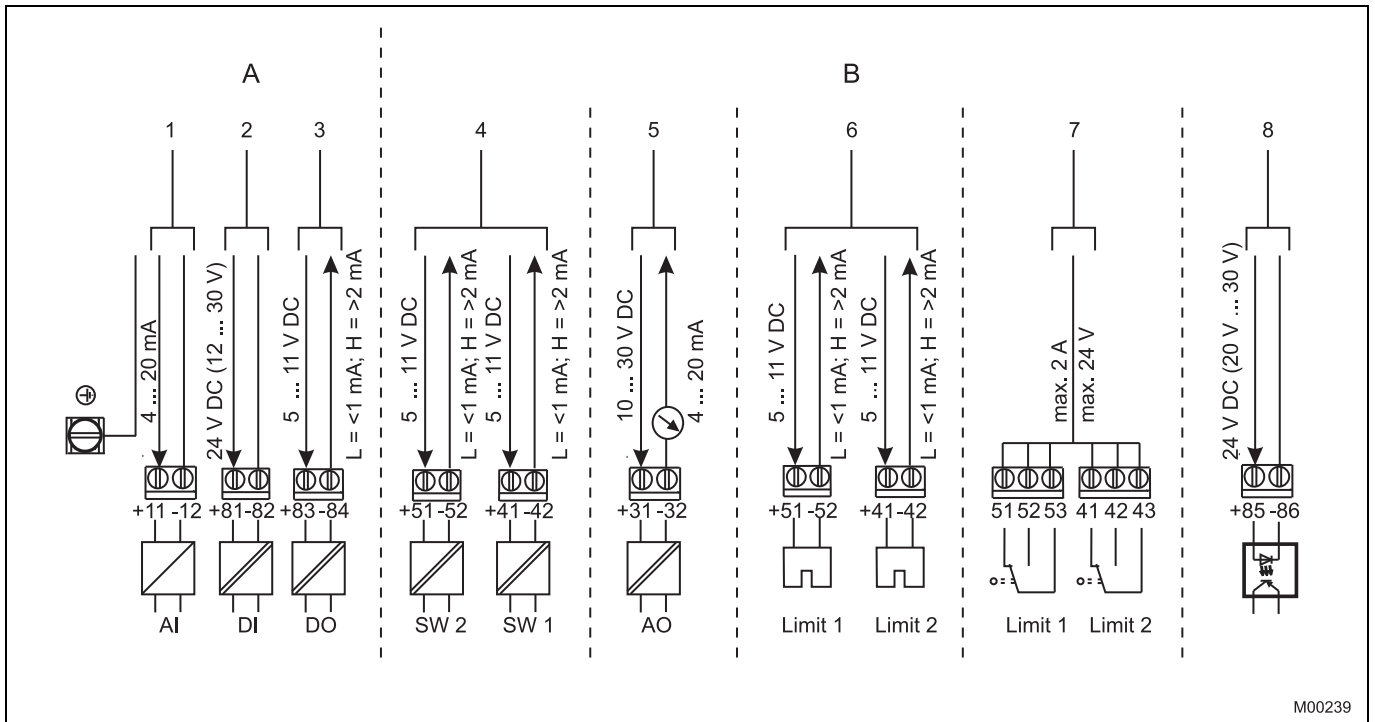 A
B
1
2
3
4
5
6
7
8
4 ... 20 mA
24 V DC (12 ... 30 V)
5 ... 11 V DC
L = <1 mA; H = >2 mA
5 ... 11 V DC
L = <1 mA; H = >2 mA
5 ... 11 V DC
L = <1 mA; H = >2 mA
10 ... 30 V DC
4 ... 20 mA
5 ... 11 V DC
L = <1 mA; H = >2 mA
5 ... 11 V DC
L = <1 mA; H = >2 mA
max. 2 A
max. 24 V
24 V DC (20 V ... 30 V)
+11 -12
+81 -82
+83 -84
+51 -52
+41 -42
+31 -32
+51 -52
+41 -42
51 52 53
41 42 43
+85 -86
AI
DI
DO
SW 2
SW 1
AO
Limit 1
Limit 2
Limit 1
Limit 2
M00239